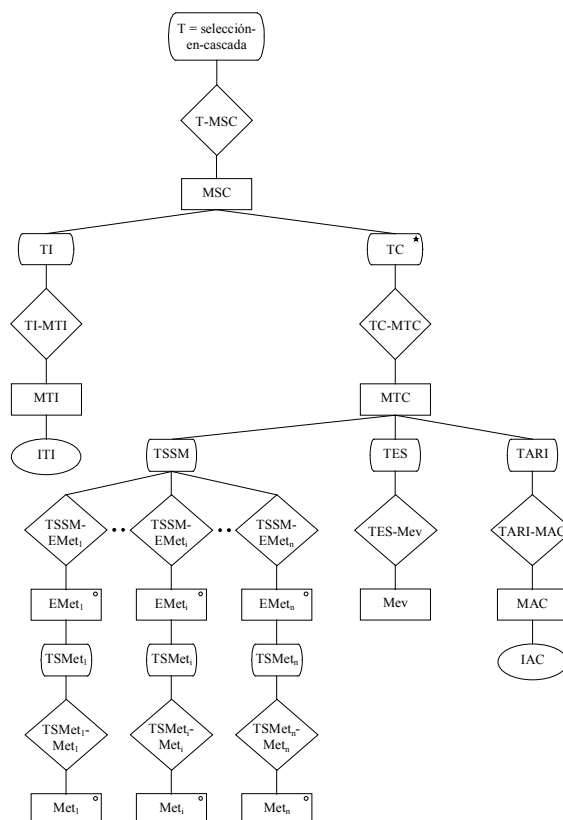 T = selección-
en-cascada
T-MSC
MSC
TI
TC
TI-MTI
TC-MTC
MTI
MTC
ITI
TSSM
TES
TARI
TSSM-
EMet₁
TSSM-
EMetᵢ
TSSM-
EMetₙ
TES-Mev
TARI-MAC
EMet₁
EMetᵢ
EMetₙ
Mev
MAC
TSMet₁
TSMetᵢ
TSMetₙ
IAC
TSMet₁-
Met₁
TSMetᵢ-
Metᵢ
TSMetₙ-
Metₙ
Met₁
Metᵢ
Metₙ